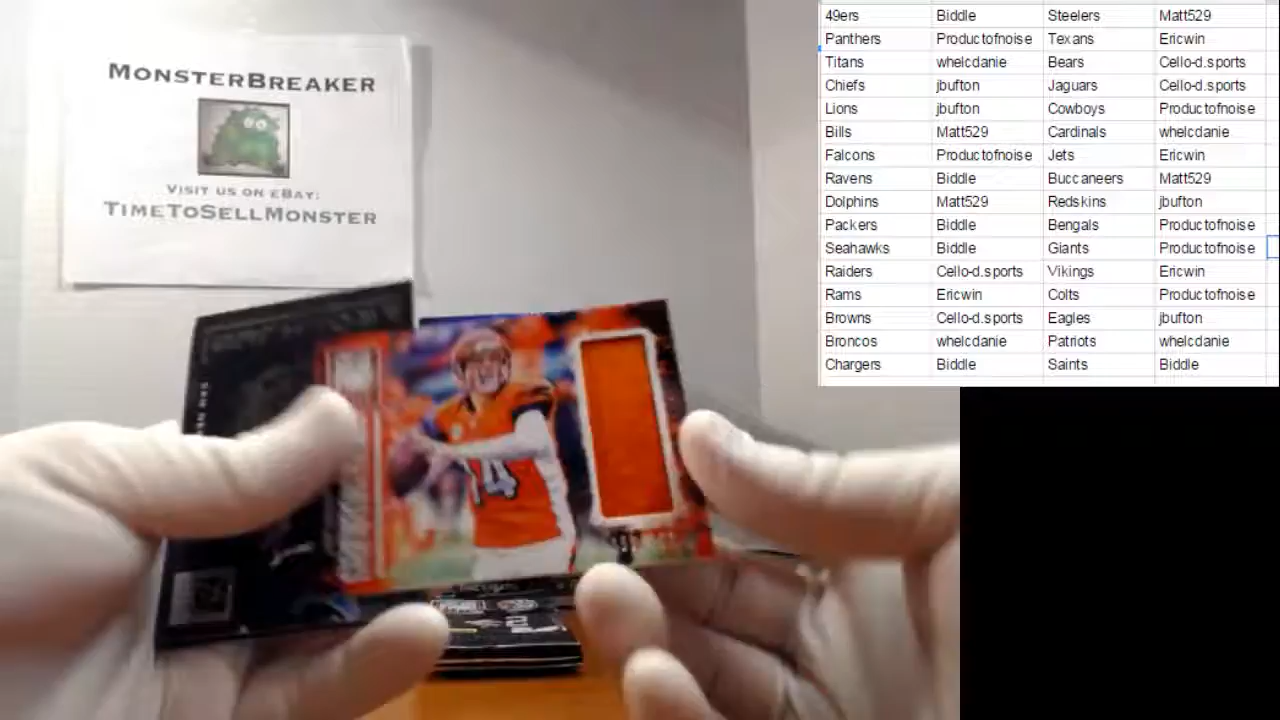 MonsterBreaker
Visit us on eBay:
TimeToSellMonster
14
49ers Biddle Steelers Matt529
Panthers Productofnoise Texans Ericwin
Titans whelcdanie Bears Cello-d.sports
Chiefs jbufton Jaguars Cello-d.sports
Lions jbufton Cowboys Productofnoise
Bills Matt529 Cardinals whelcdanie
Falcons Productofnoise Jets Ericwin
Ravens Biddle Buccaneers Matt529
Dolphins Matt529 Redskins jbufton
Packers Biddle Bengals Productofnoise
Seahawks Biddle Giants Productofnoise
Raiders Cello-d.sports Vikings Ericwin
Rams Ericwin Colts Productofnoise
Browns Cello-d.sports Eagles jbufton
Broncos whelcdanie Patriots whelcdanie
Chargers Biddle Saints Biddle